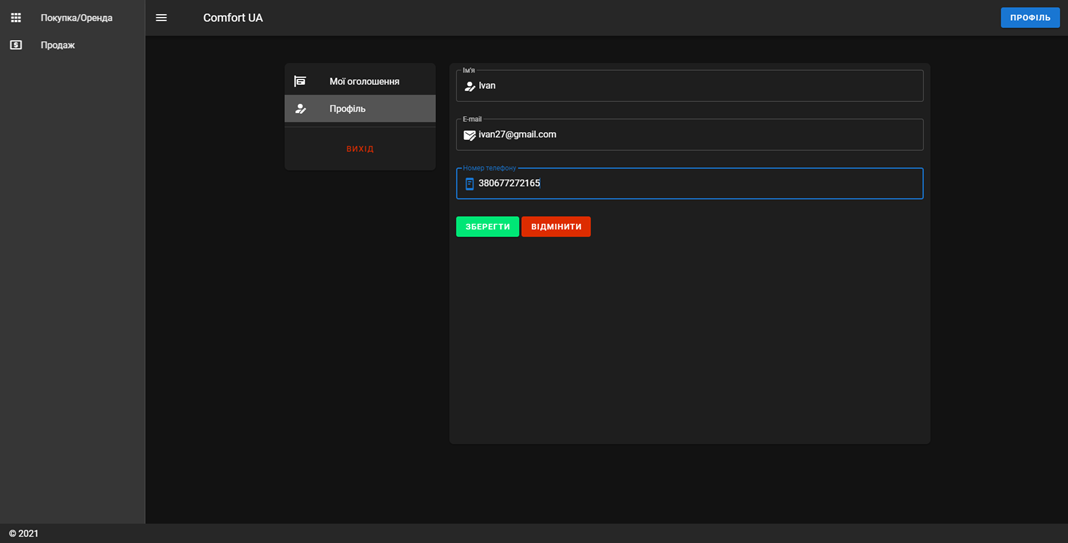 Покупка/Оренда
Продаж
Comfort UA
ПРОФІЛЬ
Мої оголошення
Профіль
ВИХІД
Ім'я
Ivan
E-mail
ivan27@gmail.com
Номер телефону
380677272165
ЗБЕРЕГТИ
ВІДМІНИТИ
© 2021